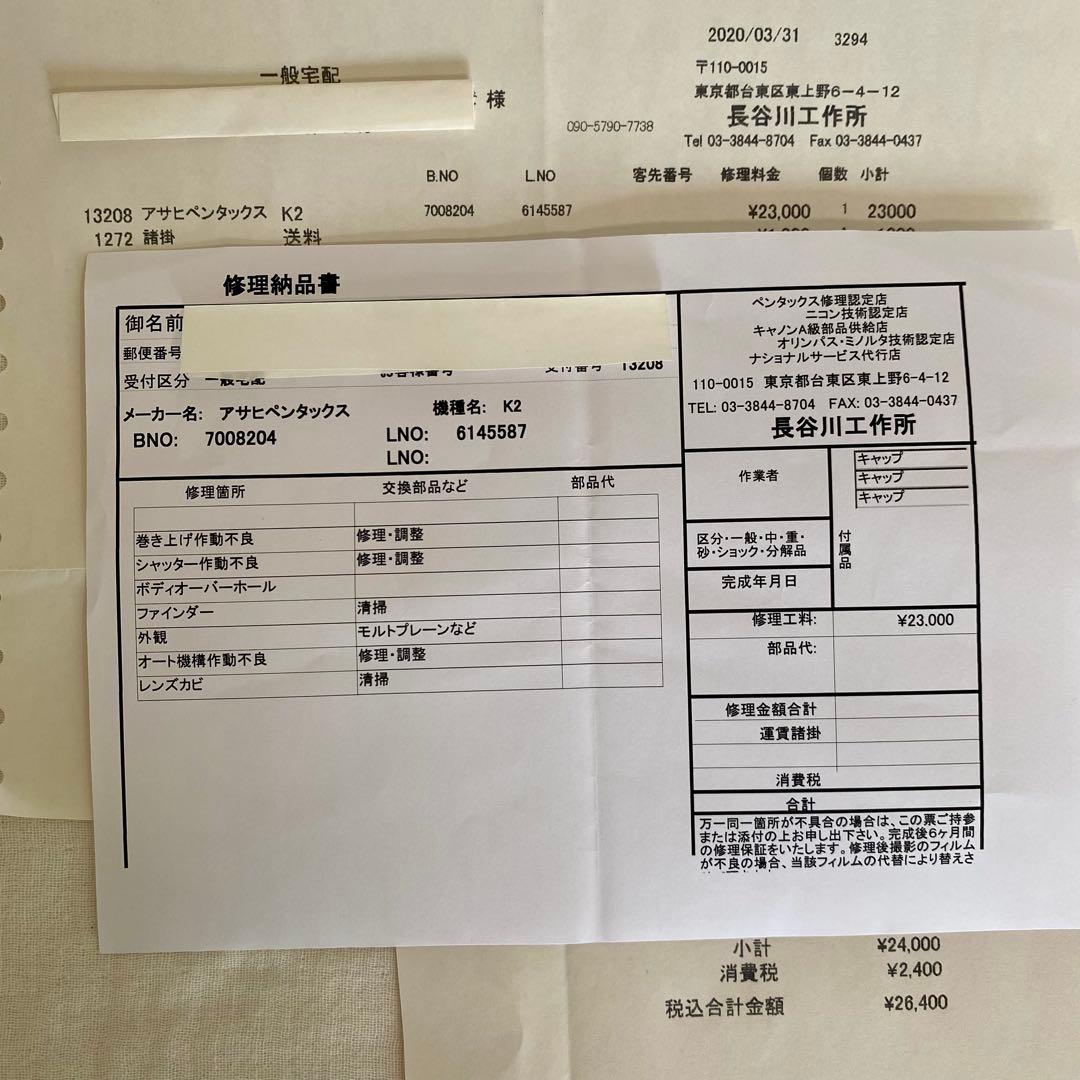 2020/03/31 3294
〒110-0015
一般宅配
東京都台東区東上野6-4-12
様
長谷川工作所
090-5790-7738
Tel 03-3844-8704 Fax 03-3844-0437
B.NO L.NO 客先番号 修理料金 個数 小計
13208 アサヒペンタックス K2 7008204 6145587 ¥23,000 1 23000
1272 諸掛 送料
修理納品書
御名前
郵便番号
受付区分 一般宅配 お客様番号 受付番号 13208
メーカー名: アサヒペンタックス 機種名: K2
BNO: 7008204 LNO: 6145587
LNO:
ペンタックス修理認定店
ニコン技術認定店
キャノンA級部品供給店
オリンパス・ミノルタ技術認定店
ナショナルサービス代行店
110-0015 東京都台東区東上野6-4-12
TEL: 03-3844-8704 FAX: 03-3844-0437
長谷川工作所
修理箇所 交換部品など 部品代
巻き上げ作動不良 修理・調整
シャッター作動不良 修理・調整
ボディオーバーホール
ファインダー 清掃
外観 モルトプレーンなど
オート機構作動不良 修理・調整
レンズカビ 清掃
作業者
キャップ
キャップ
キャップ
付属品
区分・一般・中・重・
砂・ショック・分解品
完成年月日
修理工料: ¥23,000
部品代:
修理金額合計
運賃諸掛
消費税
合計
万一同一箇所が不具合の場合は、この票ご持参
または添付の上お申し出下さい。完成後6ヶ月間
の修理保証をいたします。修理後撮影のフィルム
が不良の場合、当該フィルムの代替により替えさ
小計 ¥24,000
消費税 ¥2,400
税込合計金額 ¥26,400